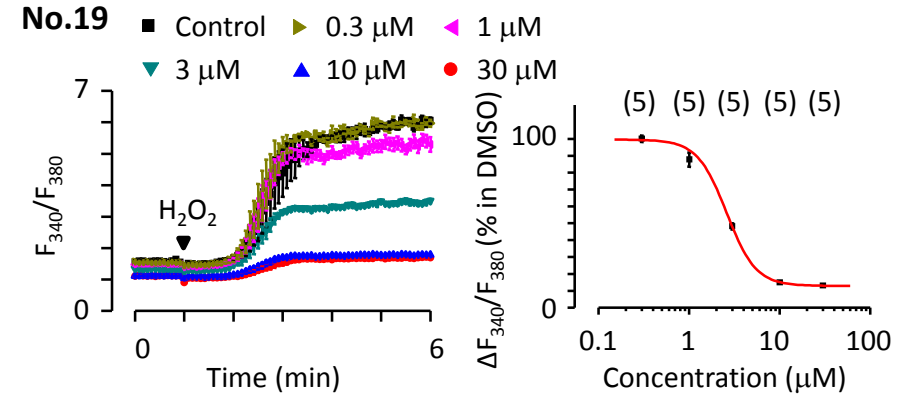 No.19
Control 0.3 μM 1 μM
3 μM 10 μM 30 μM
7
0
F340/F380
H2O2
0 6
Time (min)
(5) (5) (5) (5) (5)
100
0
ΔF340/F380 (% in DMSO)
0.1 1 10 100
Concentration (μM)